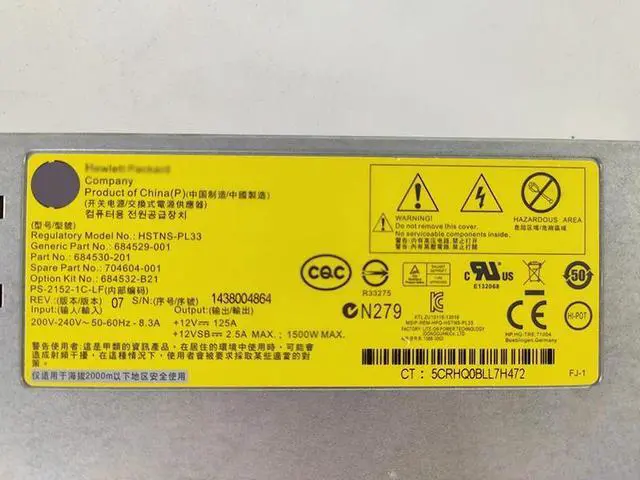 Hewlett Packard
Company
Product of China(P)(中国制造/中國製造)
(开关电源/交換式電源供應器)
컴퓨터용 전원공급장치
(型号/型號)
Regulatory Model No.: HSTNS-PL33
Generic Part No.: 684529-001
Part No.: 684530-201
Spare Part No.: 704604-001
Option Kit No.: 684532-B21
PS-2152-1C-LF(内部编码)
REV.:(版本/版本) 07 S/N:(序号/序號) 1438004864
Input:(输入/輸入) Output:(输出/輸出)
200V-240V~50-60Hz - 8.3A +12V⎓ 125A
+12VSB⎓ 2.5A MAX. ; 1500W MAX.
警告使用者: 這是甲類的資訊產品，在居住的環境中使用時，可能會
造成射頻干擾，在這種情況下，使用者會被要求採取某些適當的對
策。
仅适用于海拔2000m以下地区安全使用
WARNING:
Do not remove this cover.
No serviceable components inside.
HAZARDOUS AREA
CQC
R33275
c UL us
E132068
50
N279
CE
HI-POT
HP,HQ-TRE,71034
Boeblingen,Germany
CT : 5CRHQ0BLL7H472
FJ-1